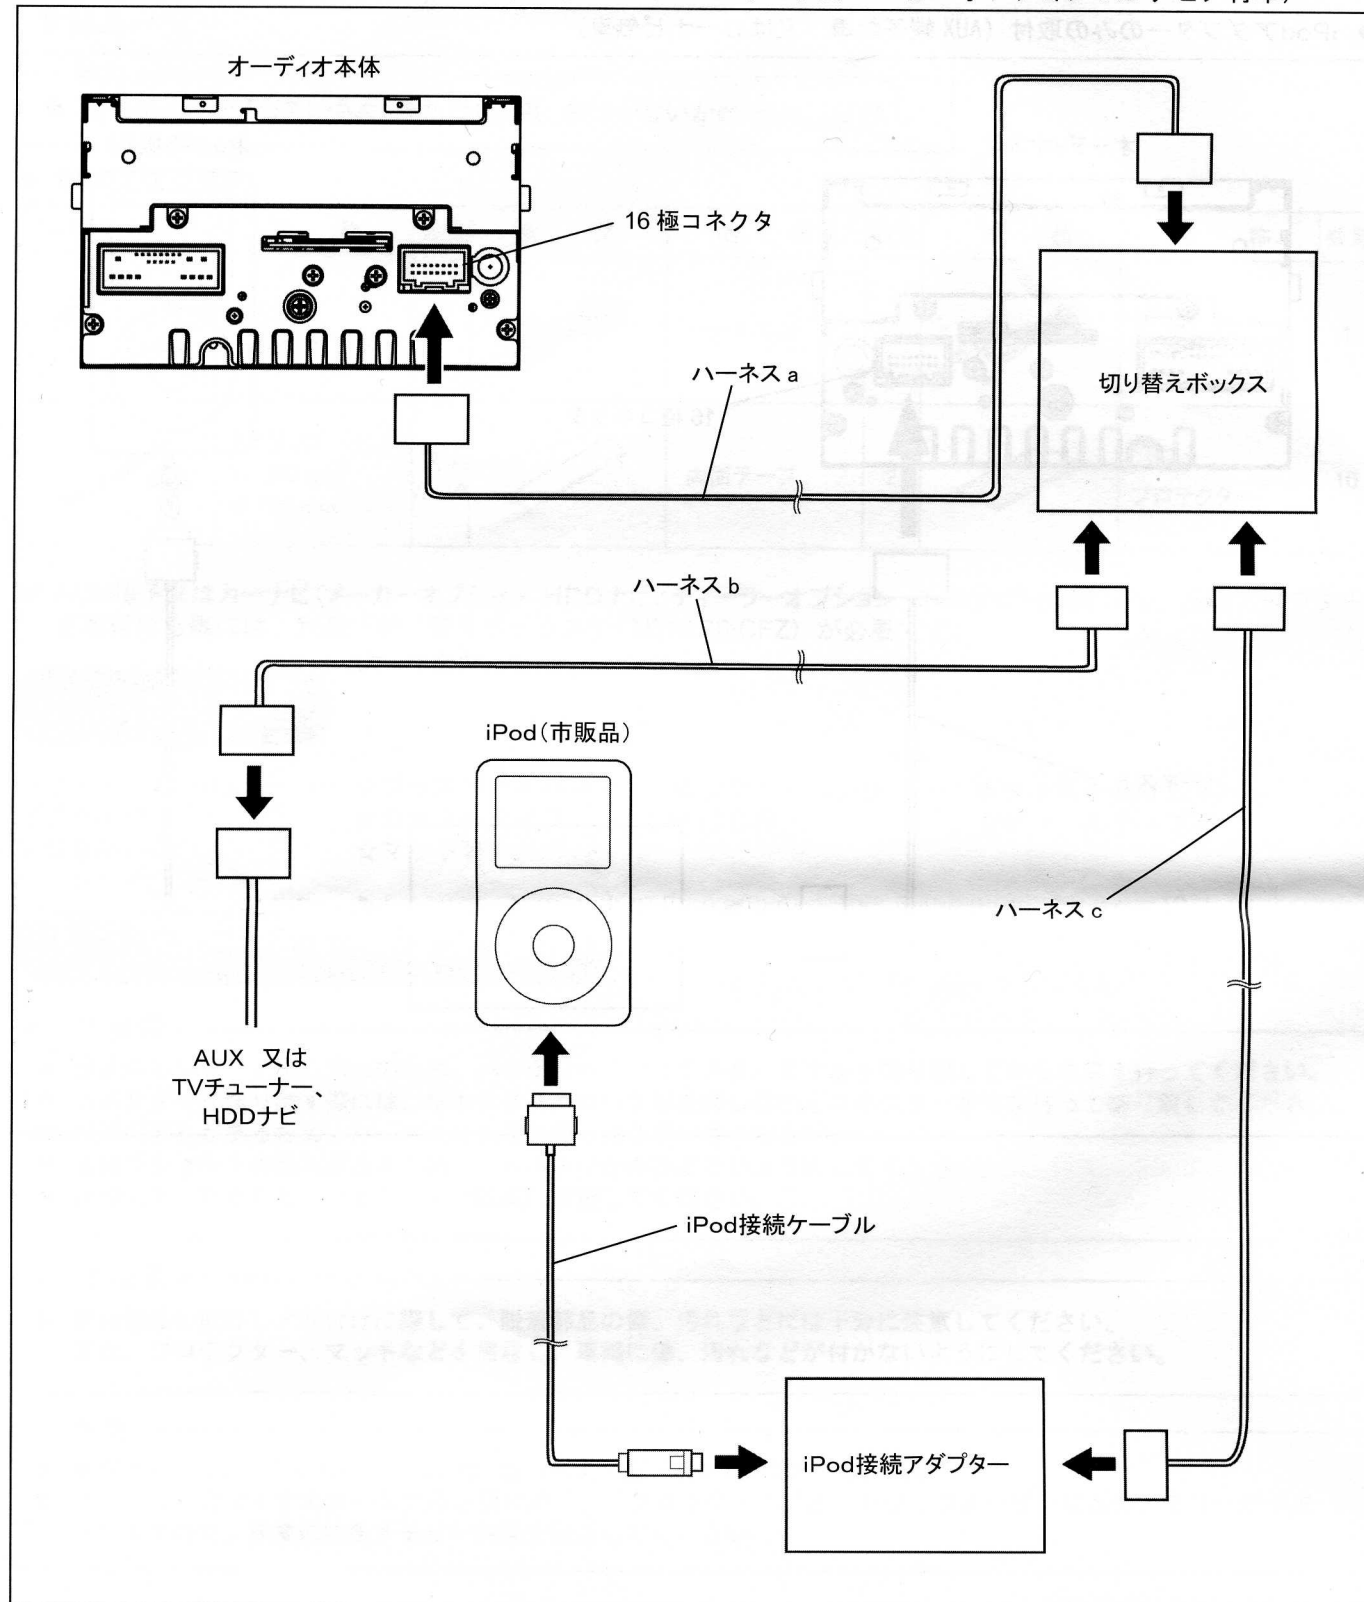 オーディオ本体
16 極コネクタ
ハーネス a
切り替えボックス
ハーネス b
iPod(市販品)
ハーネス c
AUX 又は
TVチューナー、
HDDナビ
iPod接続ケーブル
iPod接続アダプター